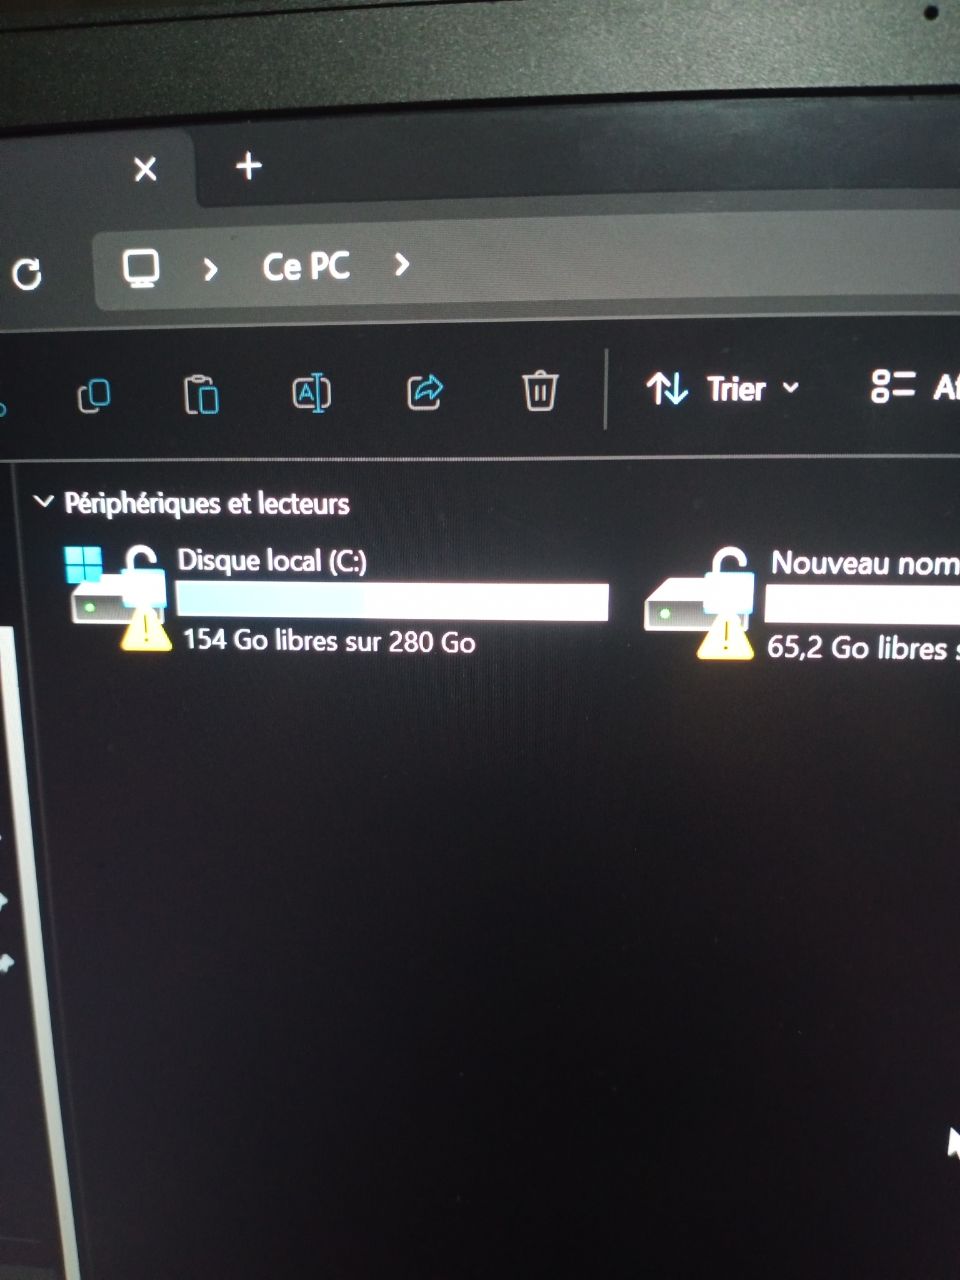 Ce PC
Trier
Périphériques et lecteurs
Disque local (C:)
154 Go libres sur 280 Go
Nouveau nom
65,2 Go libres